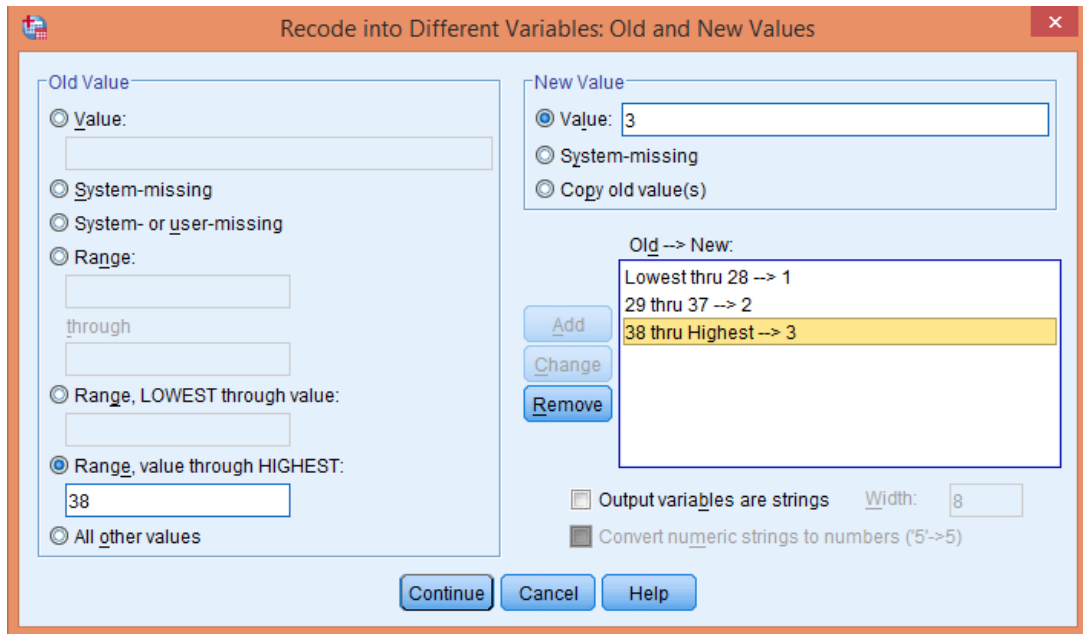 Recode into Different Variables: Old and New Values
Old Value
Value:
System-missing
System- or user-missing
Range:
through
Range, LOWEST through value:
Range, value through HIGHEST:
38
All other values
New Value
Value: 3
System-missing
Copy old value(s)
Old --> New:
Lowest thru 28 --> 1
29 thru 37 --> 2
38 thru Highest --> 3
Add
Change
Remove
Output variables are strings Width: 8
Convert numeric strings to numbers ('5'->5)
Continue Cancel Help